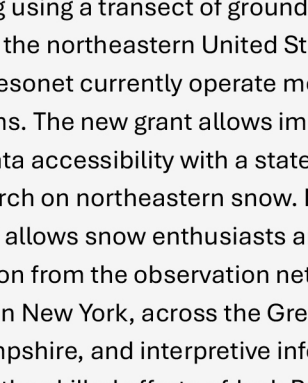 using a transect of ground
the northeastern United St
esonet currently operate m
ns. The new grant allows im
ta accessibility with a state
rch on northeastern snow.
allows snow enthusiasts a
on from the observation net
n New York, across the Gre
mpshire, and interpretive inf